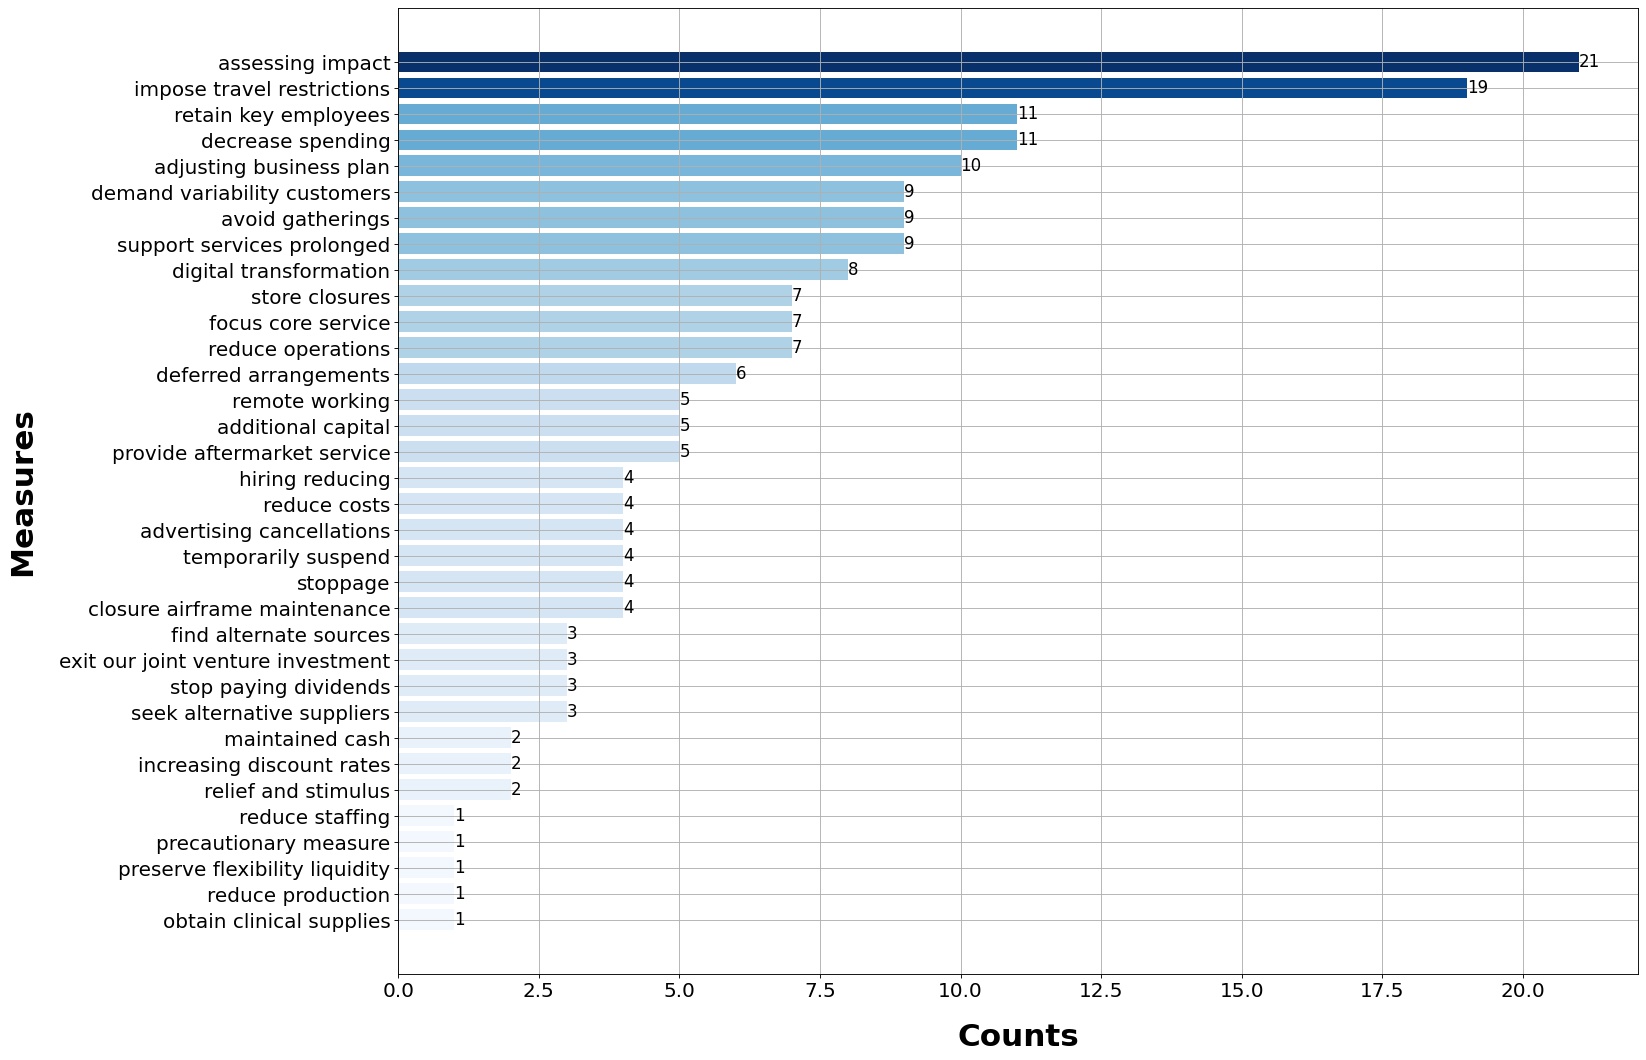 assessing impact 21
impose travel restrictions 19
retain key employees 11
decrease spending 11
adjusting business plan 10
demand variability customers 9
avoid gatherings 9
support services prolonged 9
digital transformation 8
store closures 7
focus core service 7
reduce operations 7
deferred arrangements 6
remote working 5
additional capital 5
provide aftermarket service 5
hiring reducing 4
reduce costs 4
advertising cancellations 4
temporarily suspend 4
stoppage 4
closure airframe maintenance 4
find alternate sources 3
exit our joint venture investment 3
stop paying dividends 3
seek alternative suppliers 3
maintained cash 2
increasing discount rates 2
relief and stimulus 2
reduce staffing 1
precautionary measure 1
preserve flexibility liquidity 1
reduce production 1
obtain clinical supplies 1
Measures
0.0 2.5 5.0 7.5 10.0 12.5 15.0 17.5 20.0
Counts